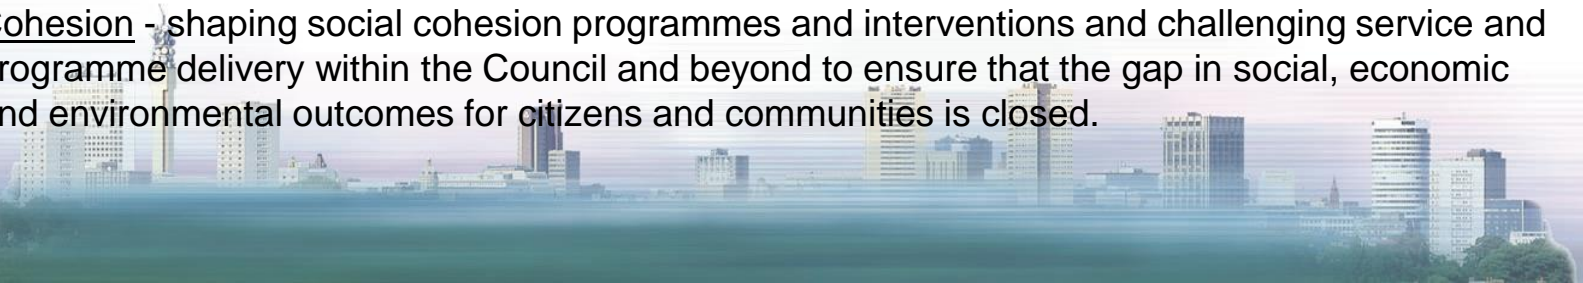 Cohesion - shaping social cohesion programmes and interventions and challenging service and
rogramme delivery within the Council and beyond to ensure that the gap in social, economic
nd environmental outcomes for citizens and communities is closed.